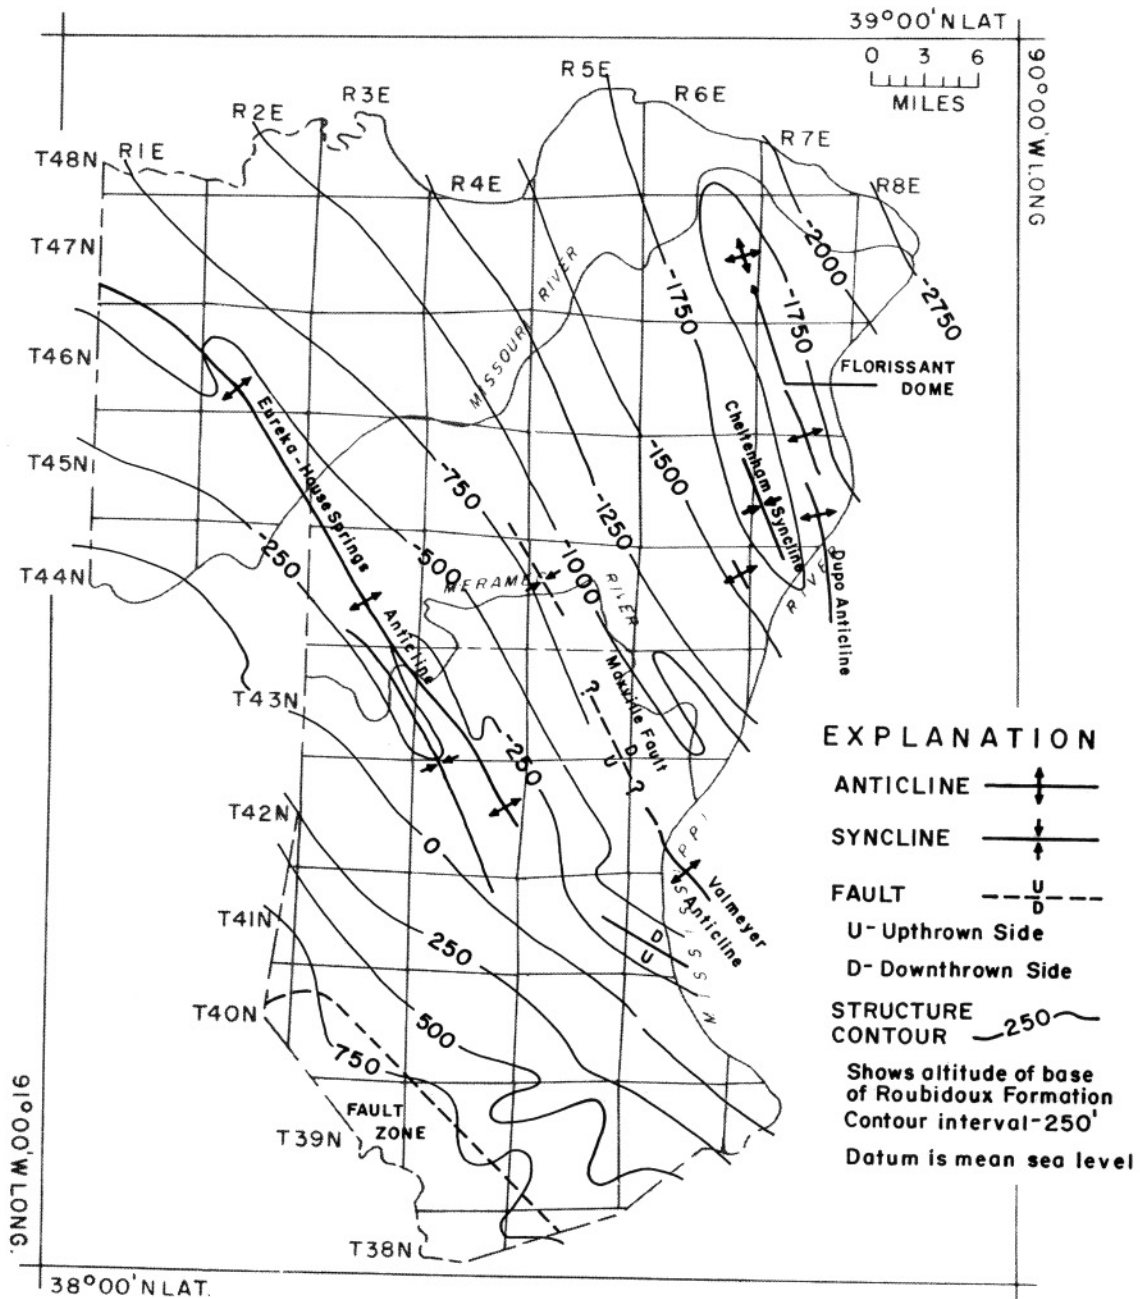 39°00'N LAT
90°00'W LONG
0 3 6
MILES
R1E
R2E
R3E
R4E
R5E
R6E
R7E
R8E
T48N
T47N
T46N
T45N
T44N
T43N
T42N
T41N
T40N
T39N
T38N
MISSOURI RIVER
-2000
-2750
-1750
-1750
FLORISSANT
DOME
Cheltenham Syncline
Eureka-House Springs
Anticline
-750
-1500
-1250
-250
-500
-1000
MERAMEC
RIVER
RIVER
Dupo Anticline
Maxville Fault
?
D
U
?
-250
0
MISSISSIPPI
Valmeyer
Anticline
D
U
250
500
750
FAULT
ZONE
EXPLANATION
ANTICLINE
SYNCLINE
FAULT U
D
U-Upthrown Side
D-Downthrown Side
STRUCTURE
CONTOUR 250
Shows altitude of base
of Roubidoux Formation
Contour interval-250'
Datum is mean sea level
91°00'W LONG.
38°00'N LAT.